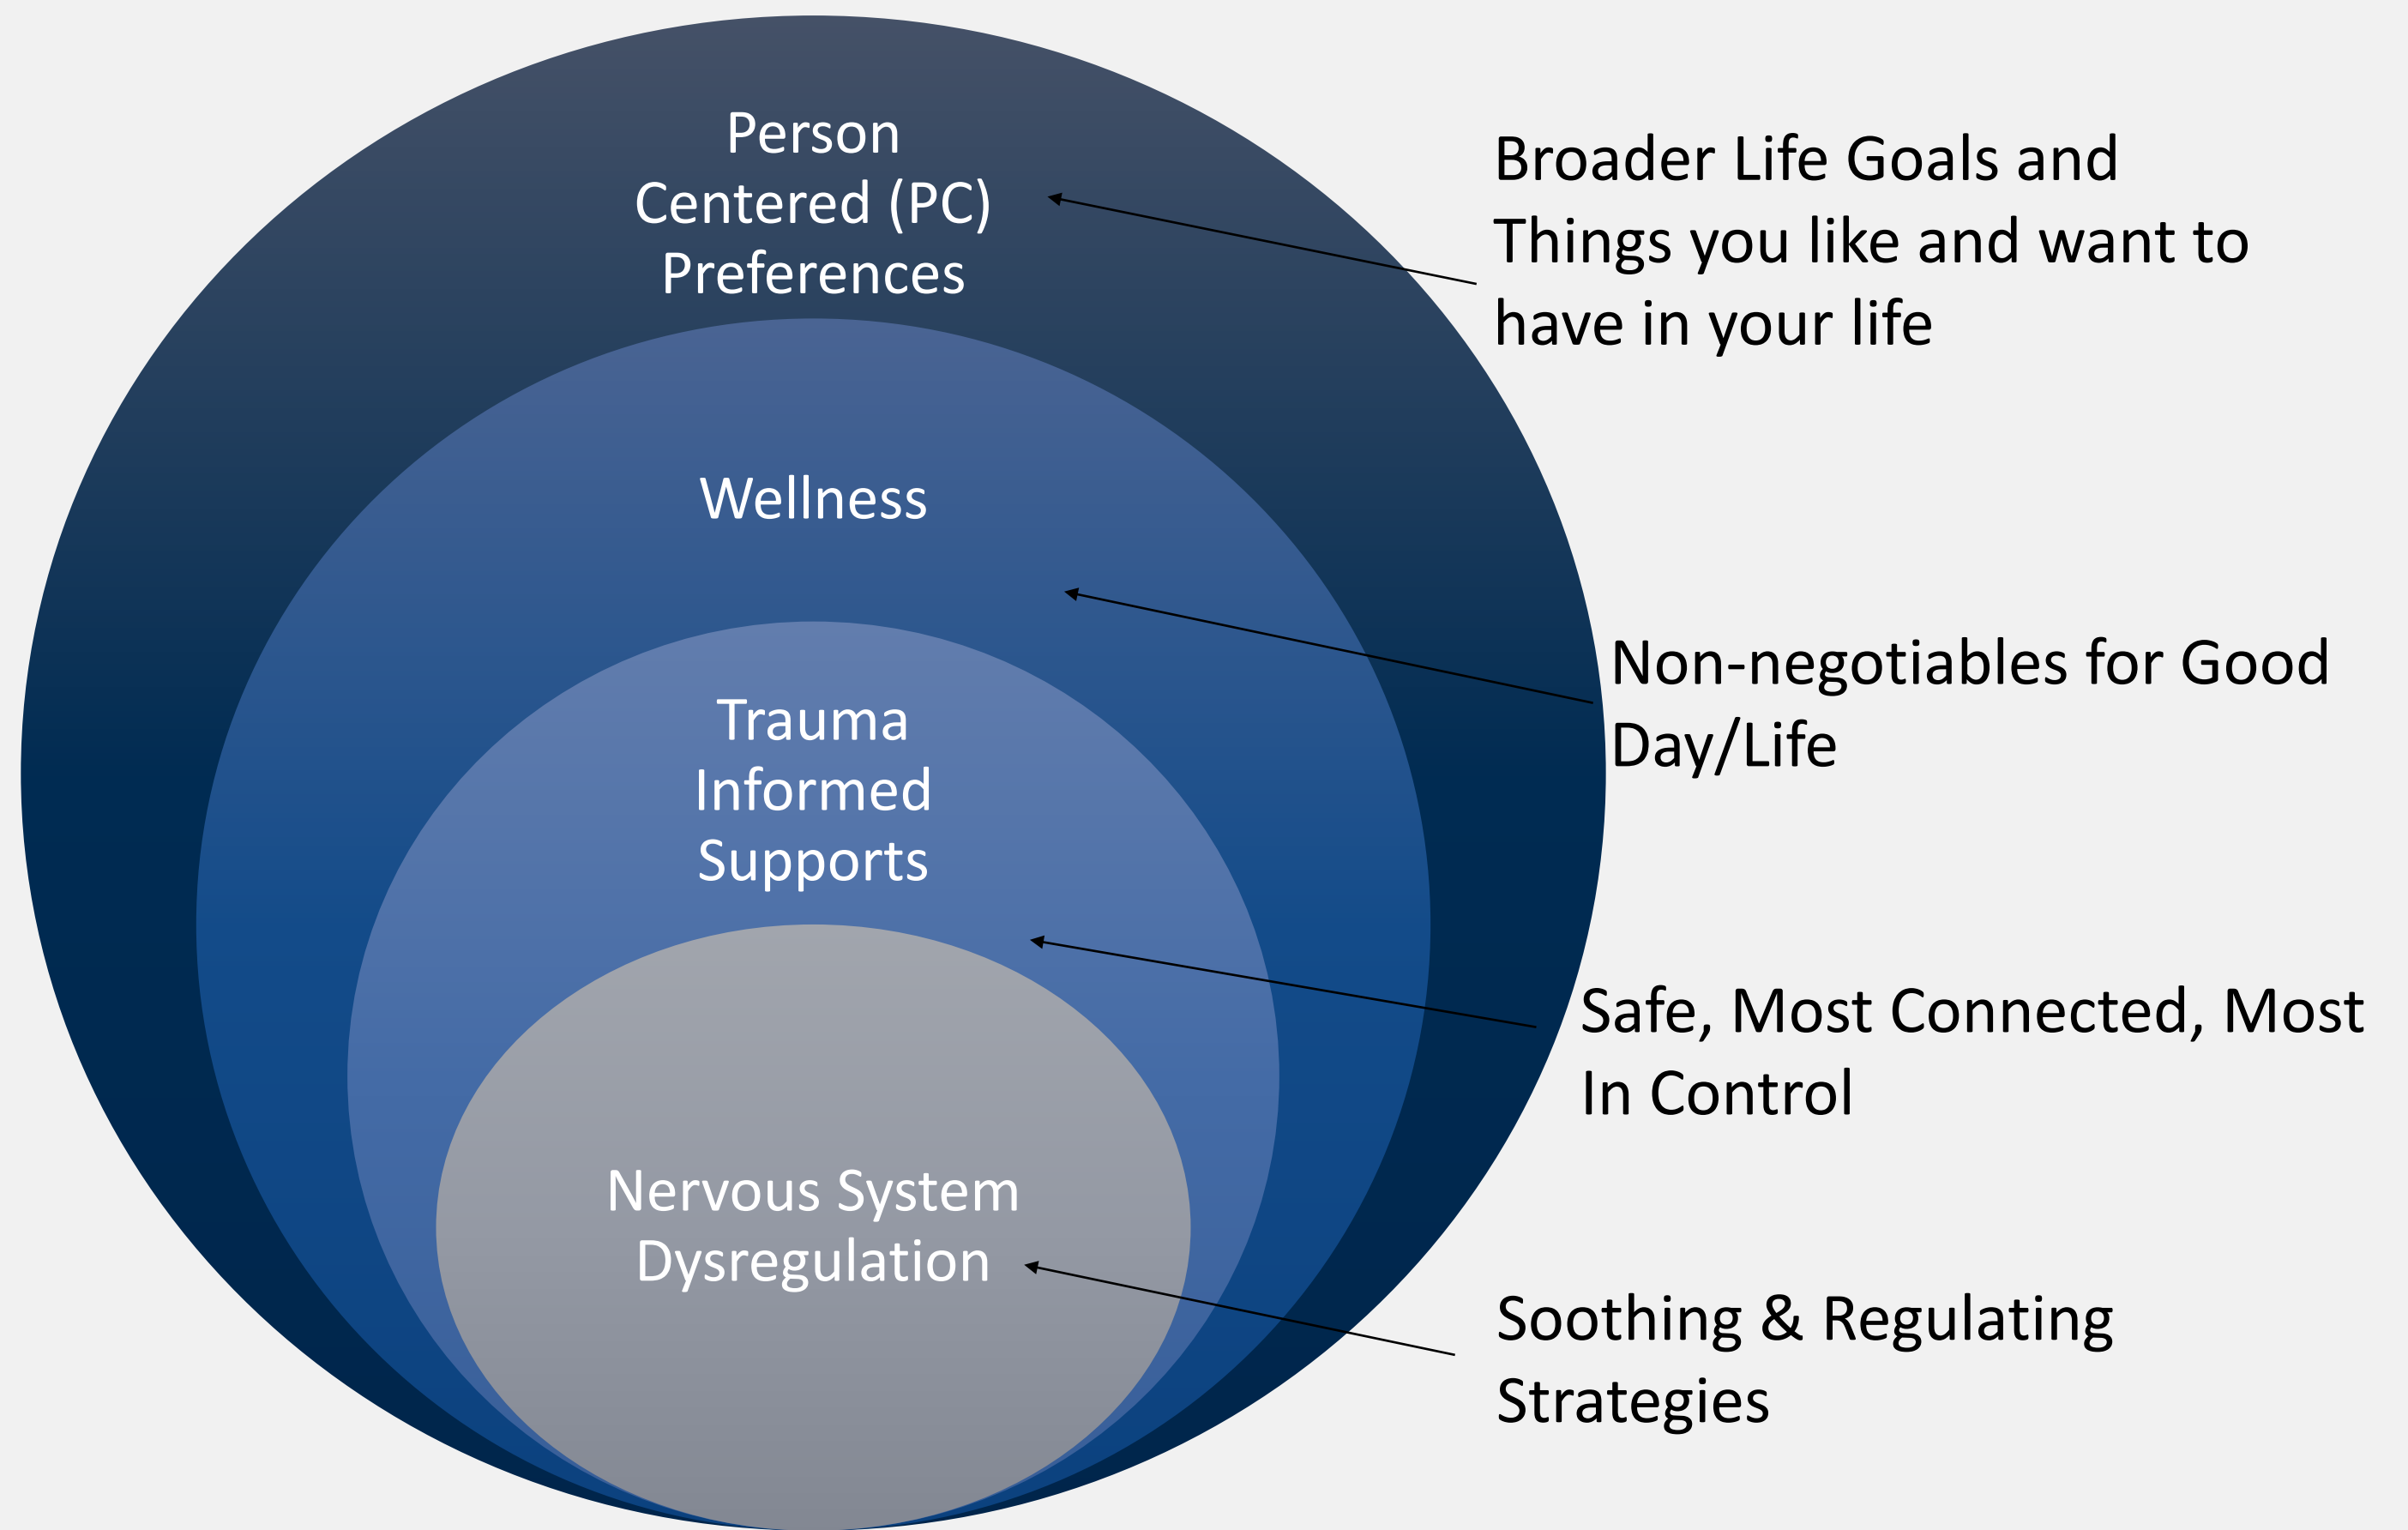 Person
Centered (PC)
Preferences
Broader Life Goals and
Things you like and want to
have in your life
Wellness
Non-negotiables for Good
Day/Life
Trauma
Informed
Supports
Safe, Most Connected, Most
In Control
Nervous System
Dysregulation
Soothing & Regulating
Strategies